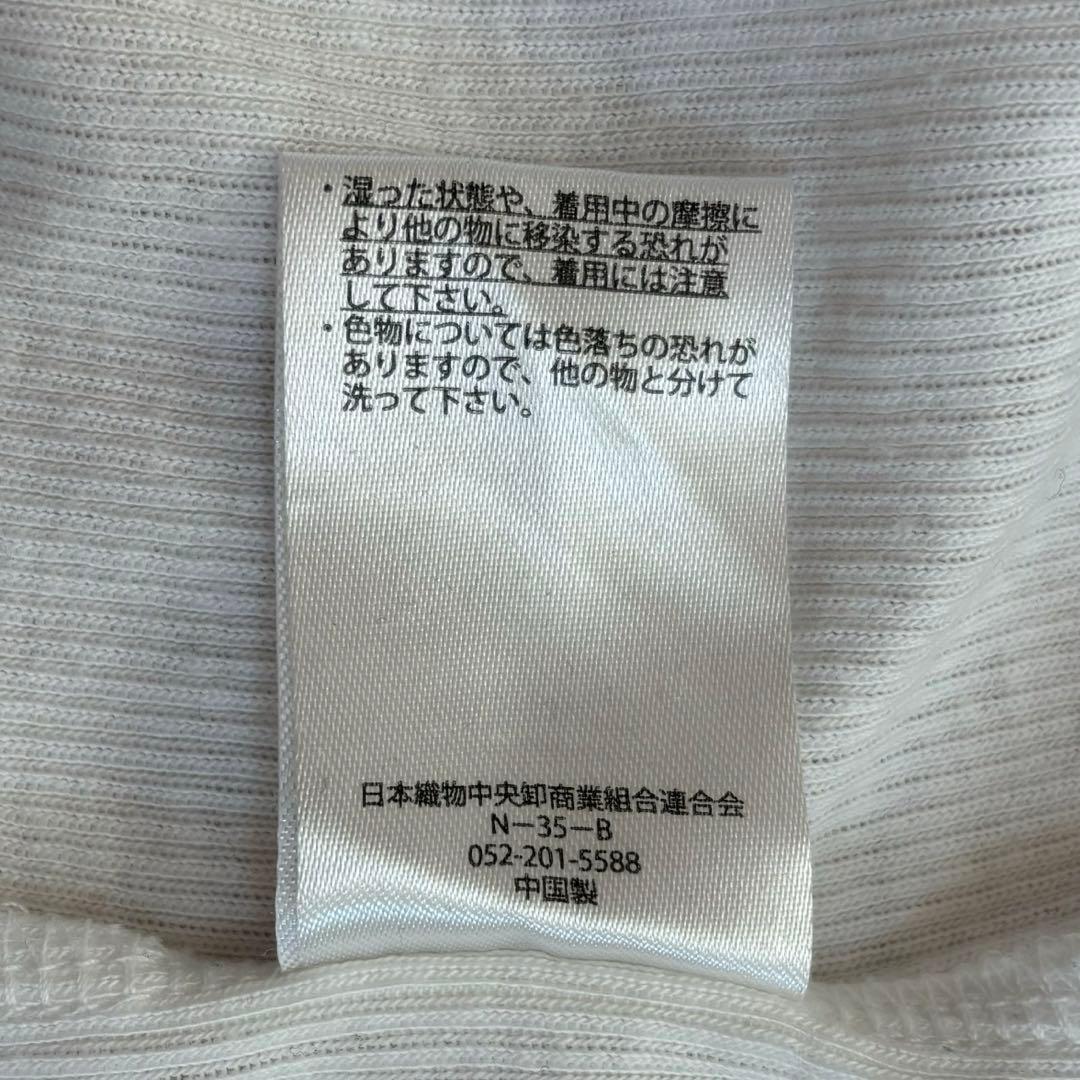 ・湿った状態や、着用中の摩擦に
より他の物に移染する恐れが
ありますので、着用には注意
して下さい。
・色物については色落ちの恐れが
ありますので、他の物と分けて
洗って下さい。
日本織物中央卸商業組合連合会
N－35－B
052-201-5588
中国製